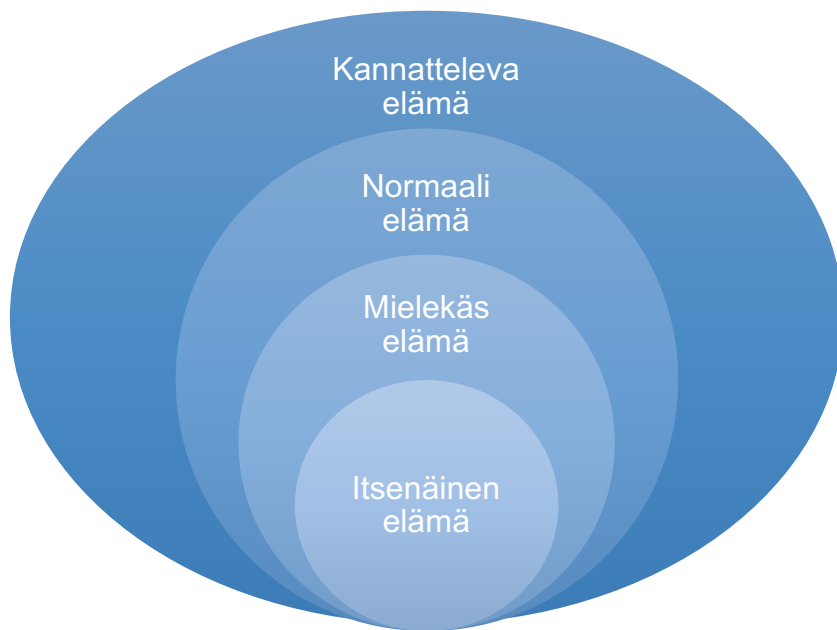 Kannatteleva
elämä
Normaali
elämä
Mielekäs
elämä
Itsenäinen
elämä